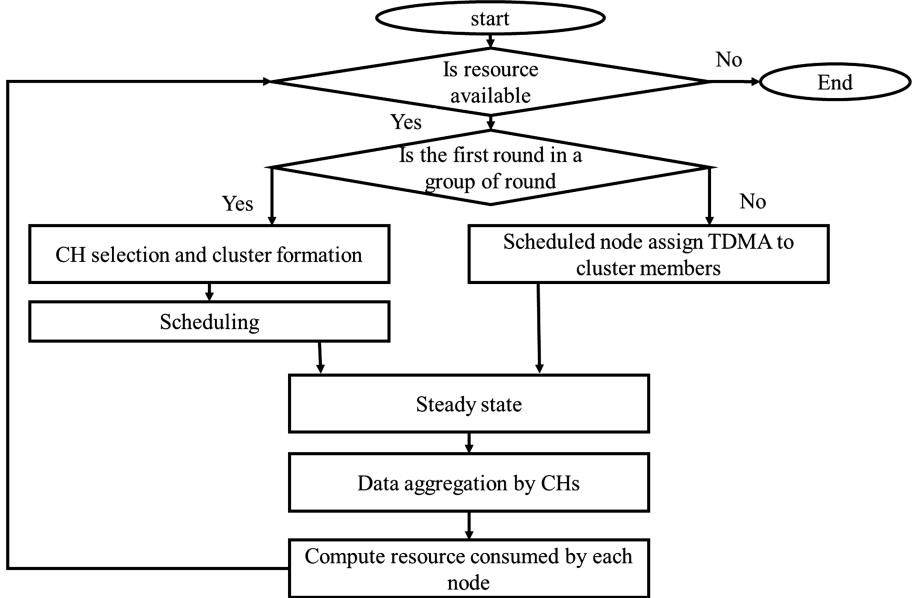 start
Is resource
available
No
End
Yes
Is the first round in a
group of round
Yes
No
CH selection and cluster formation
Scheduled node assign TDMA to
cluster members
Scheduling
Steady state
Data aggregation by CHs
Compute resource consumed by each
node